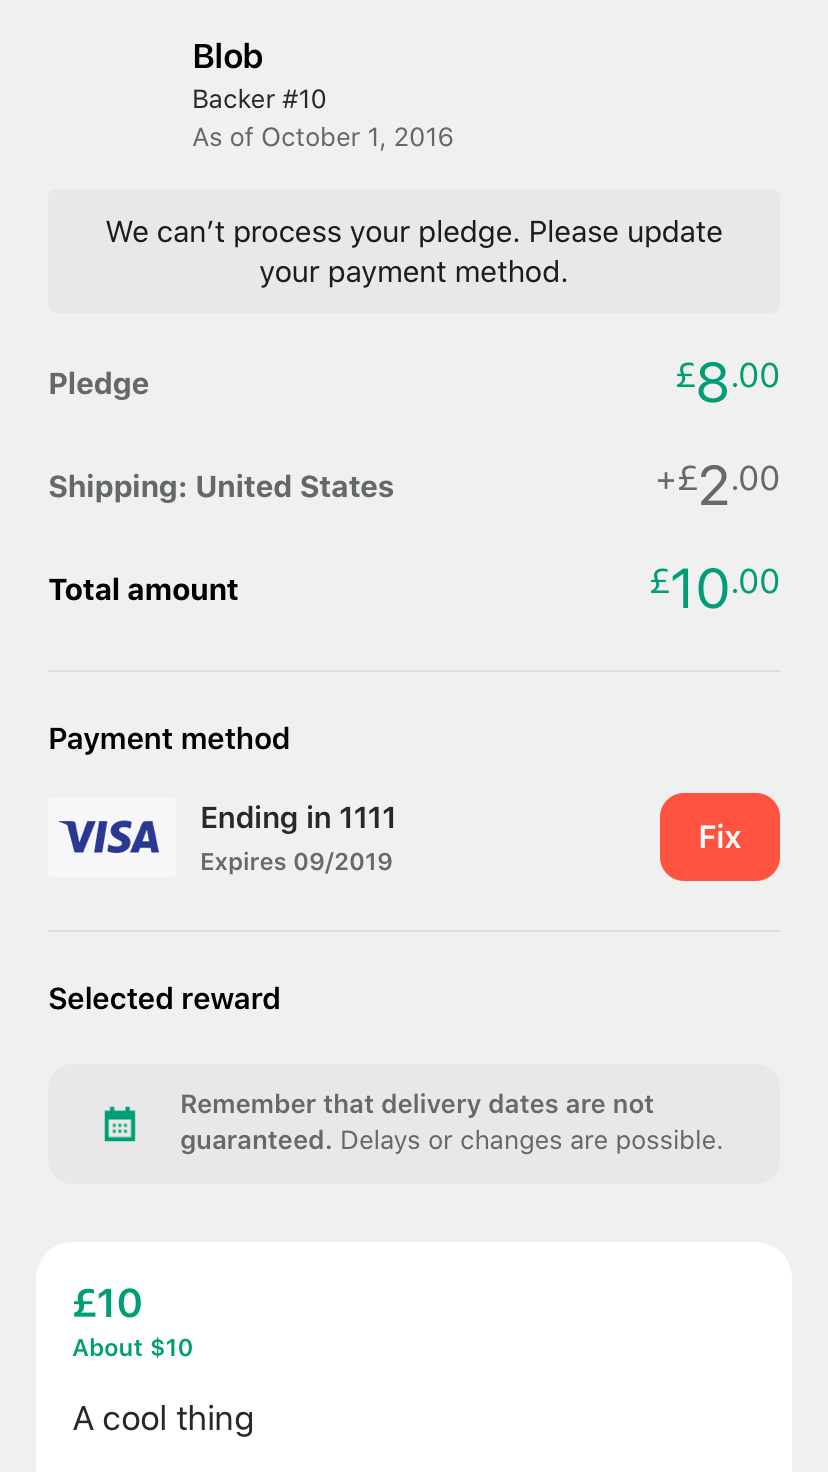 Blob
Backer #10
As of October 1, 2016
We can’t process your pledge. Please update
your payment method.
Pledge £8.00
Shipping: United States +£2.00
Total amount £10.00
Payment method
VISA
Ending in 1111
Expires 09/2019
Fix
Selected reward
Remember that delivery dates are not
guaranteed. Delays or changes are possible.
£10
About $10
A cool thing